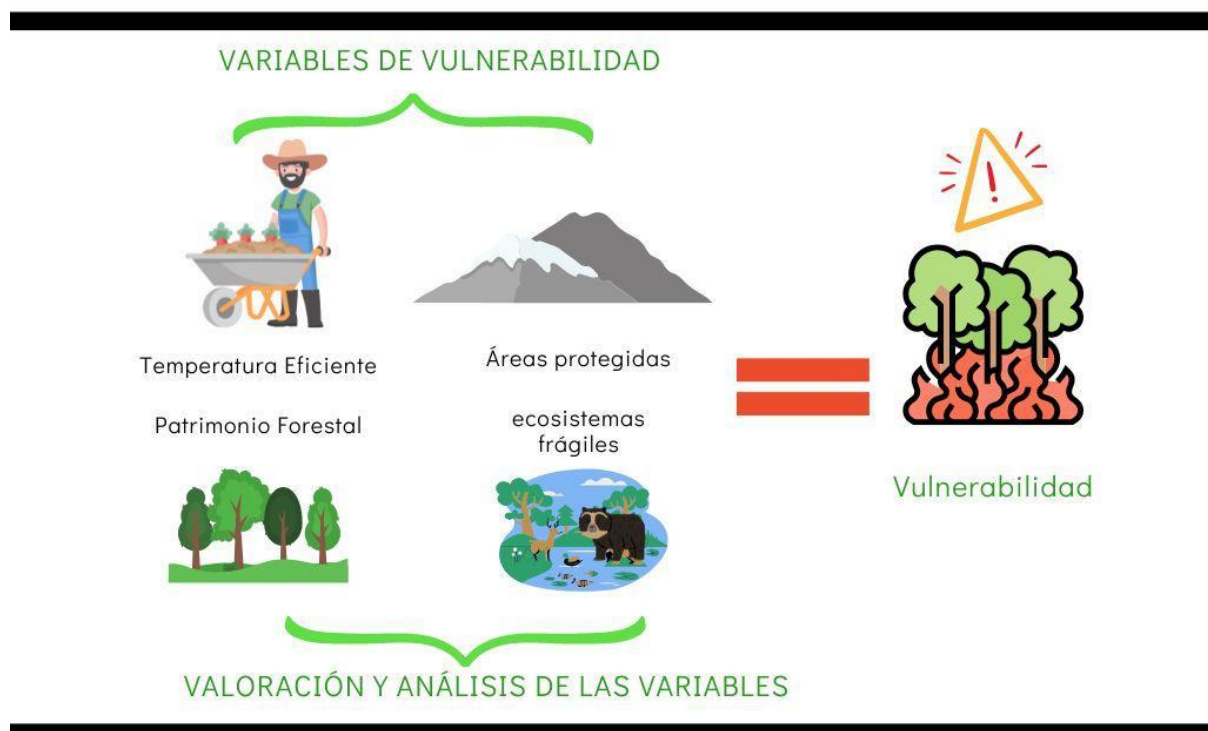 VARIABLES DE VULNERABILIDAD
Temperatura Eficiente
Áreas protegidas
Patrimonio Forestal
ecosistemas
frágiles
Vulnerabilidad
VALORACIÓN Y ANÁLISIS DE LAS VARIABLES